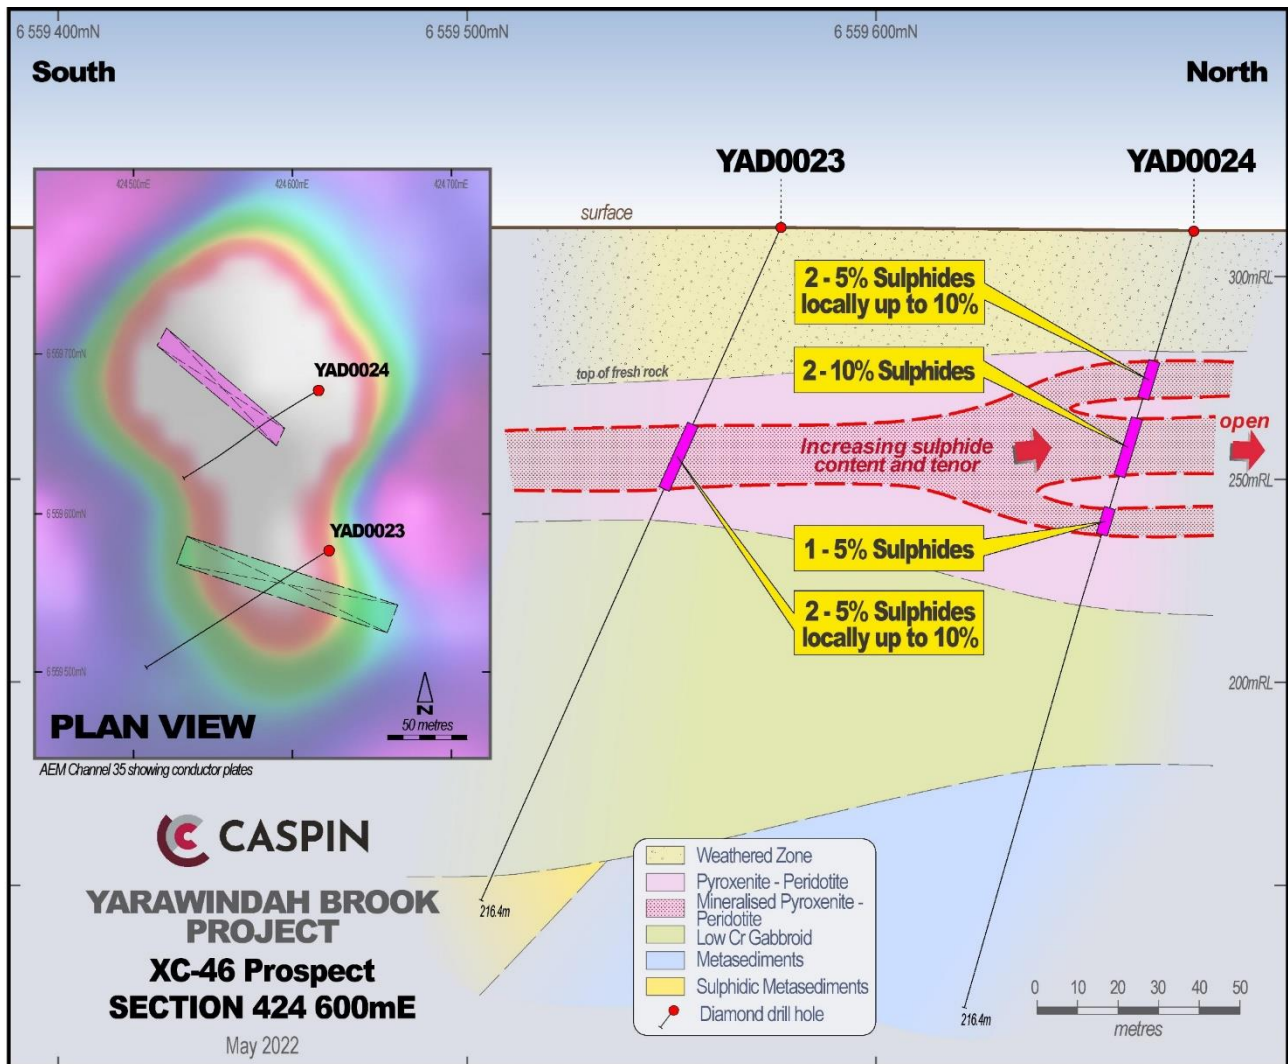 6 559 400mN
6 559 500mN
6 559 600mN
South
North
YAD0023
YAD0024
surface
424 500mE
424 600mE
424 700mE
6 559 700mN
6 559 600mN
6 559 500mN
YAD0024
YAD0023
PLAN VIEW
N
50 metres
AEM Channel 35 showing conductor plates
300mRL
250mRL
200mRL
2 - 5% Sulphides
locally up to 10%
2 - 10% Sulphides
top of fresh rock
Increasing sulphide
content and tenor
open
1 - 5% Sulphides
2 - 5% Sulphides
locally up to 10%
216.4m
216.4m
CASPIN
YARAWINDAH BROOK
PROJECT
XC-46 Prospect
SECTION 424 600mE
May 2022
Weathered Zone
Pyroxenite - Peridotite
Mineralised Pyroxenite -
Peridotite
Low Cr Gabbroid
Metasediments
Sulphidic Metasediments
Diamond drill hole
0 10 20 30 40 50
metres